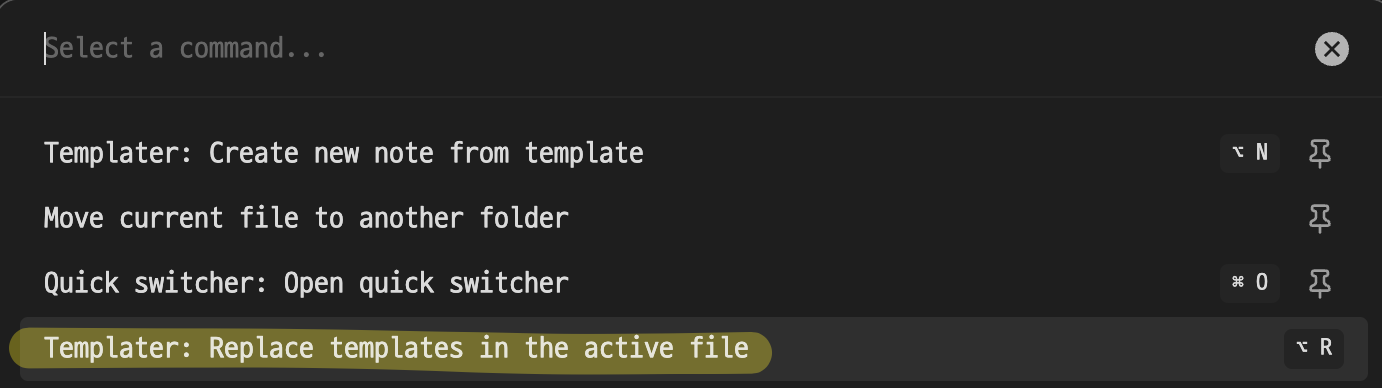 Select a command...
Templater: Create new note from template ⌥ N
Move current file to another folder
Quick switcher: Open quick switcher ⌘ O
Templater: Replace templates in the active file ⌥ R